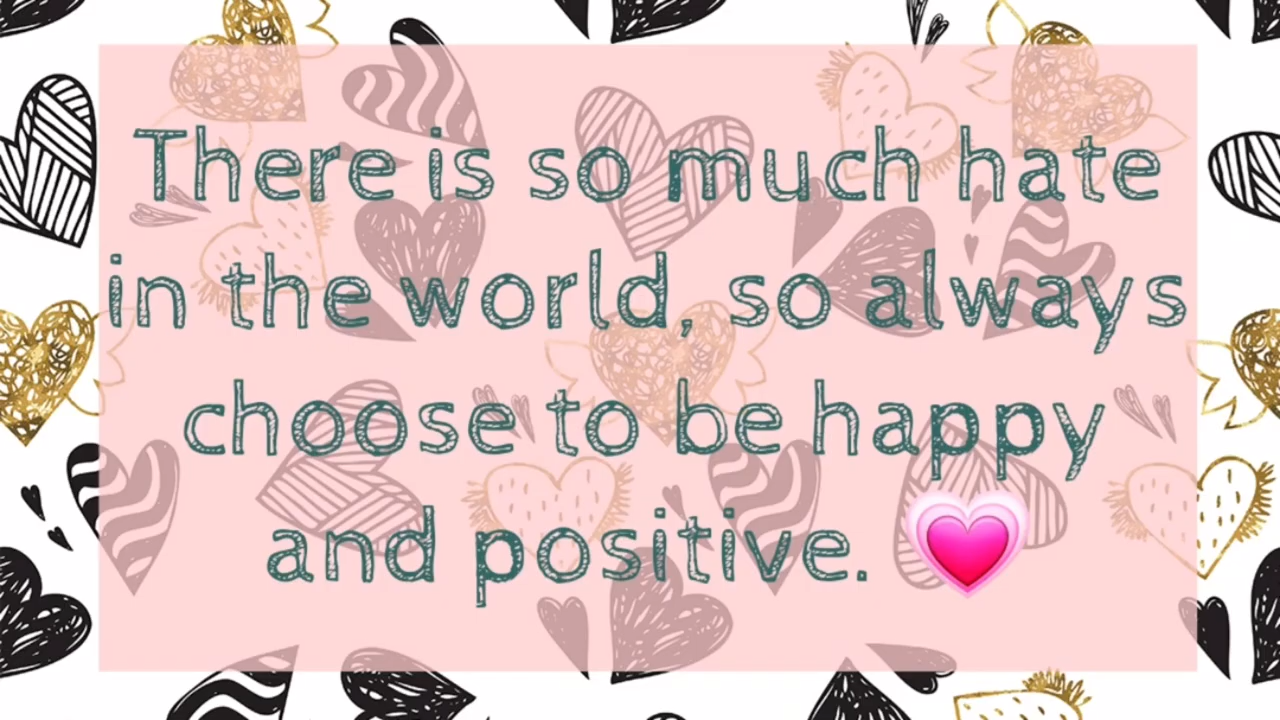 There is so much hate
in the world, so always
choose to be happy
and positive. 💗